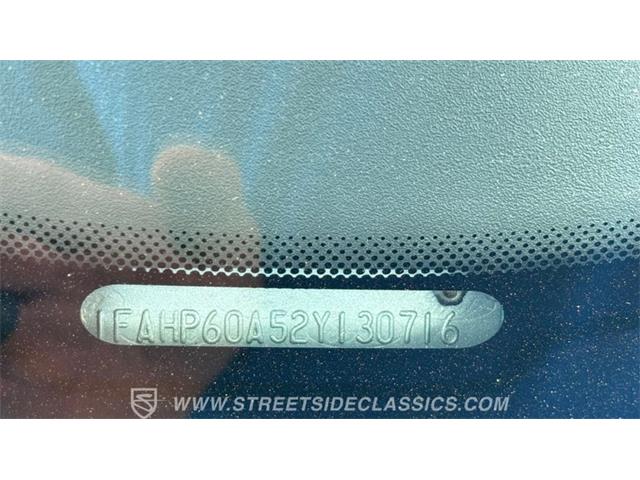 1FAHP60A52Y130716
WWW.STREETSIDECLASSICS.COM